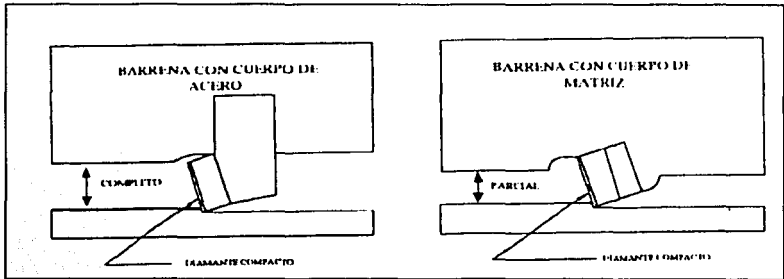 BARRENA CON CUERPO DE
ACERO
COMPLETO
DIAMANTE COMPACTO
BARRENA CON CUERPO DE
MATRIZ
PARCIAL
DIAMANTE COMPACTO